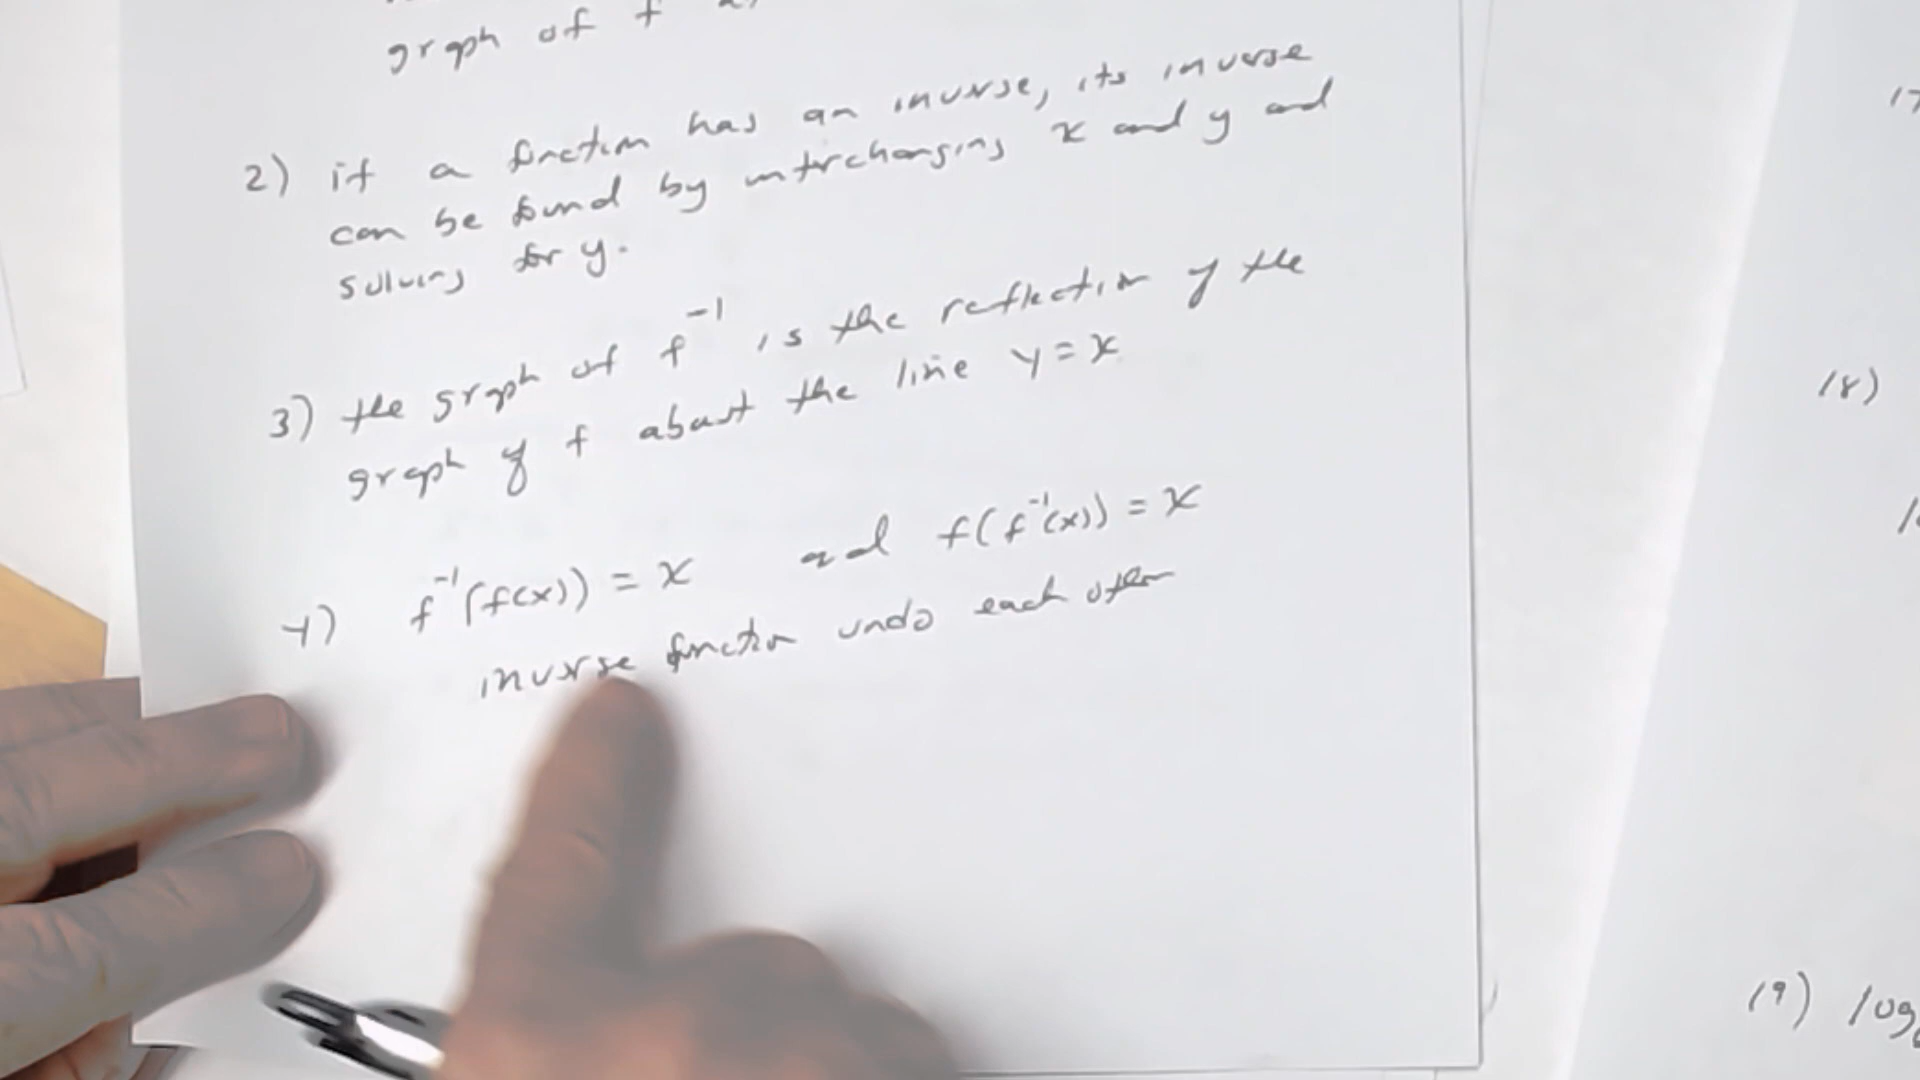 graph of f
2) if a function has an inverse, its inverse
can be found by interchanging x and y and
solving for y.
3) the graph of f⁻¹ is the reflection of the
graph of f about the line y = x
4) f⁻¹(f(x)) = x and f(f⁻¹(x)) = x
inverse function undo each other
17
18)
19) log